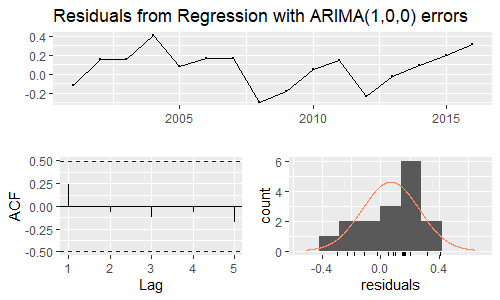 Residuals from Regression with ARIMA(1,0,0) errors
0.4
0.2
0.0
-0.2
2005 2010 2015
0.50
0.25
0.00
-0.25
-0.50
ACF
1 2 3 4 5
Lag
6
4
2
0
count
-0.4 0.0 0.4
residuals